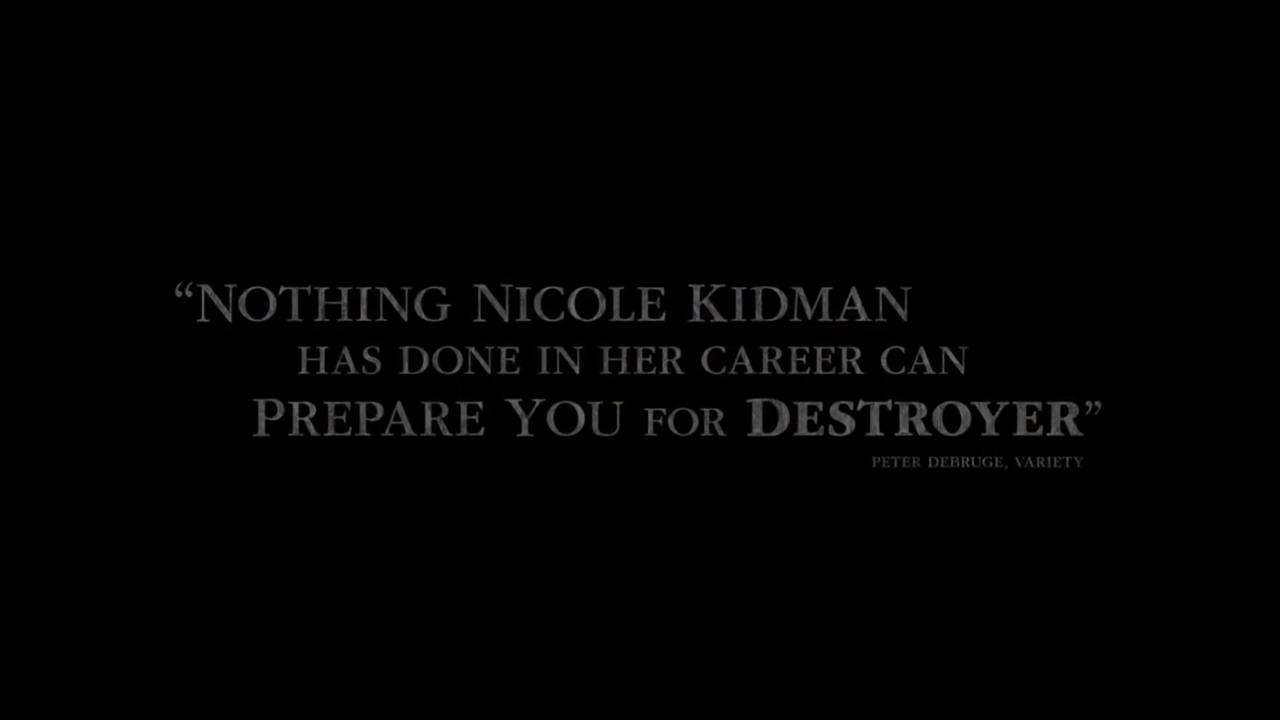 “NOTHING NICOLE KIDMAN
HAS DONE IN HER CAREER CAN
PREPARE YOU FOR DESTROYER”
PETER DEBRUGE, VARIETY